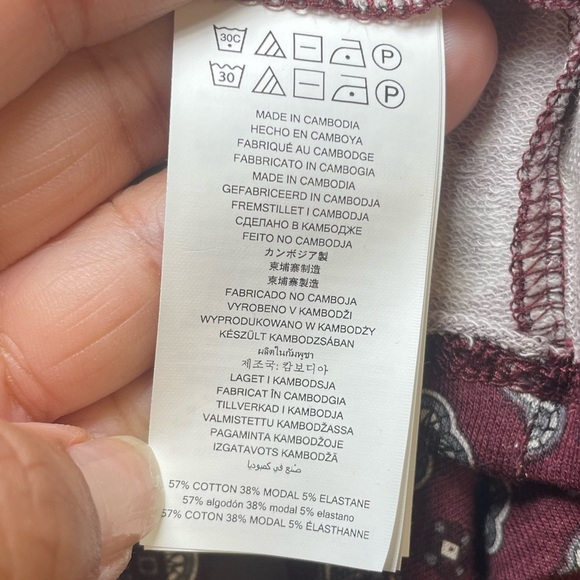 30C P
30 P
MADE IN CAMBODIA
HECHO EN CAMBOYA
FABRIQUÉ AU CAMBODGE
FABBRICATO IN CAMBOGIA
MADE IN CAMBODIA
GEFABRICEERD IN CAMBODJA
FREMSTILLET I CAMBODJA
СДЕЛАНО В КАМБОДЖЕ
FEITO NO CAMBODJA
カンボジア製
柬埔寨制造
柬埔寨製造
FABRICADO NO CAMBOJA
VYROBENO V KAMBODŽI
WYPRODUKOWANO W KAMBODŻY
KÉSZÜLT KAMBODZSÁBAN
ผลิตในกัมพูชา
제조국: 캄보디아
LAGET I KAMBODSJA
FABRICAT ÎN CAMBODGIA
TILLVERKAD I KAMBODJA
VALMISTETTU KAMBODŽASSA
PAGAMINTA KAMBODŽOJE
IZGATAVOTS KAMBODŽĀ
صنع في كمبوديا
57% COTTON 38% MODAL 5% ELASTANE
57% algodón 38% modal 5% elastano
57% COTON 38% MODAL 5% ÉLASTHANNE